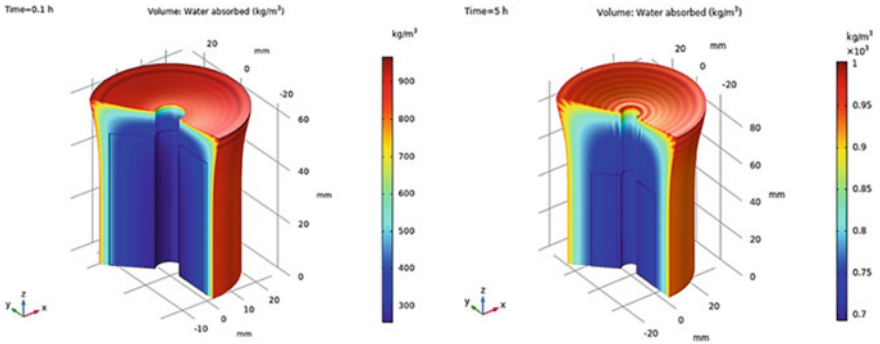 Time=0.1 h
Volume: Water absorbed (kg/m³)
kg/m³
20
mm
0
-20
60
40
mm
20
0
20
10
0
-10
mm
900
800
700
600
500
400
300
z
y
x
Time=5 h
Volume: Water absorbed (kg/m³)
kg/m³
×10³
20
mm
0
-20
80
60
mm
40
20
0
20
0
-20
mm
1
0.95
0.9
0.85
0.8
0.75
0.7
z
y
x